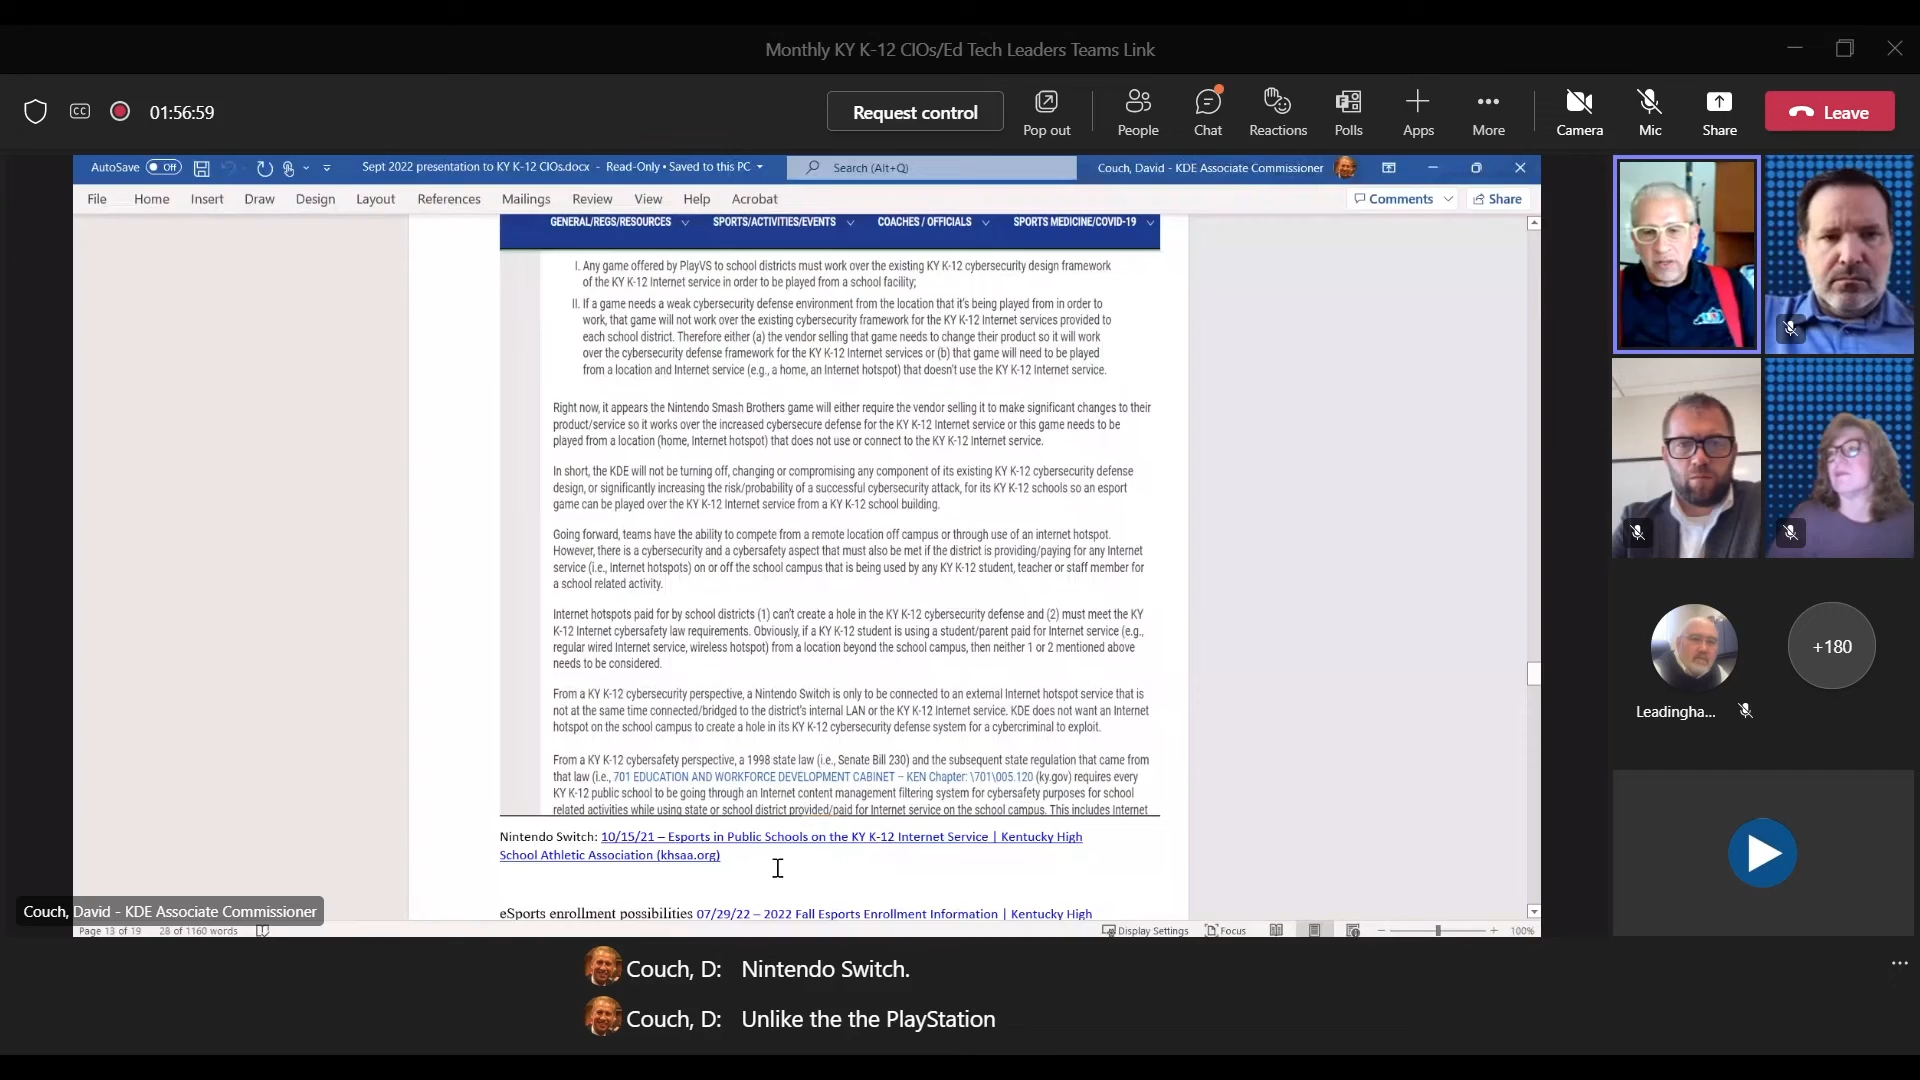 Monthly KY K-12 CIOs/Ed Tech Leaders Teams Link
CC
01:56:59
Request control
Pop out
People
Chat
Reactions
Polls
Apps
More
Camera
Mic
Share
Leave
AutoSave Off
Sept 2022 presentation to KY K-12 CIOs.docx - Read-Only • Saved to this PC
Search (Alt+Q)
Couch, David - KDE Associate Commissioner
File Home Insert Draw Design Layout References Mailings Review View Help Acrobat
Comments
Share
GENERAL/REGS/RESOURCES SPORTS/ACTIVITIES/EVENTS COACHES / OFFICIALS SPORTS MEDICINE/COVID-19
I. Any game offered by PlayVS to school districts must work over the existing KY K-12 cybersecurity design framework
of the KY K-12 Internet service in order to be played from a school facility;
II. If a game needs a weak cybersecurity defense environment from the location that it's being played from in order to
work, that game will not work over the existing cybersecurity framework for the KY K-12 Internet services provided to
each school district. Therefore either (a) the vendor selling that game needs to change their product so it will work
over the cybersecurity defense framework for the KY K-12 Internet services or (b) that game will need to be played
from a location and Internet service (e.g., a home, an Internet hotspot) that doesn't use the KY K-12 Internet service.
Right now, it appears the Nintendo Smash Brothers game will either require the vendor selling it to make significant changes to their
product/service so it works over the increased cybersecure defense for the KY K-12 Internet service or this game needs to be
played from a location (home, Internet hotspot) that does not use or connect to the KY K-12 Internet service.
In short, the KDE will not be turning off, changing or compromising any component of its existing KY K-12 cybersecurity defense
design, or significantly increasing the risk/probability of a successful cybersecurity attack, for its KY K-12 schools so an esport
game can be played over the KY K-12 Internet service from a KY K-12 school building.
Going forward, teams have the ability to compete from a remote location off campus or through use of an internet hotspot.
However, there is a cybersecurity and a cybersafety aspect that must also be met if the district is providing/paying for any Internet
service (i.e., Internet hotspots) on or off the school campus that is being used by any KY K-12 student, teacher or staff member for
a school related activity.
Internet hotspots paid for by school districts (1) can't create a hole in the KY K-12 cybersecurity defense and (2) must meet the KY
K-12 Internet cybersafety law requirements. Obviously, if a KY K-12 student is using a student/parent paid for Internet service (e.g.,
regular wired Internet service, wireless hotspot) from a location beyond the school campus, then neither 1 or 2 mentioned above
needs to be considered.
From a KY K-12 cybersecurity perspective, a Nintendo Switch is only to be connected to an external Internet hotspot service that is
not at the same time connected/bridged to the district's internal LAN or the KY K-12 Internet service. KDE does not want an Internet
hotspot on the school campus to create a hole in its KY K-12 cybersecurity defense system for a cybercriminal to exploit.
From a KY K-12 cybersafety perspective, a 1998 state law (i.e., Senate Bill 230) and the subsequent state regulation that came from
that law (i.e., 701 EDUCATION AND WORKFORCE DEVELOPMENT CABINET – KEN Chapter: \701\005.120 (ky.gov) requires every
KY K-12 public school to be going through an Internet content management filtering system for cybersafety purposes for school
related activities while using state or school district provided/paid for Internet service on the school campus. This includes Internet
Nintendo Switch: 10/15/21 – Esports in Public Schools on the KY K-12 Internet Service | Kentucky High
School Athletic Association (khsaa.org)
eSports enrollment possibilities 07/29/22 – 2022 Fall Esports Enrollment Information | Kentucky High
Page 13 of 19 28 of 1160 words
Display Settings Focus 100%
Couch, David - KDE Associate Commissioner
Leadingha...
+180
Couch, D: Nintendo Switch.
Couch, D: Unlike the the PlayStation